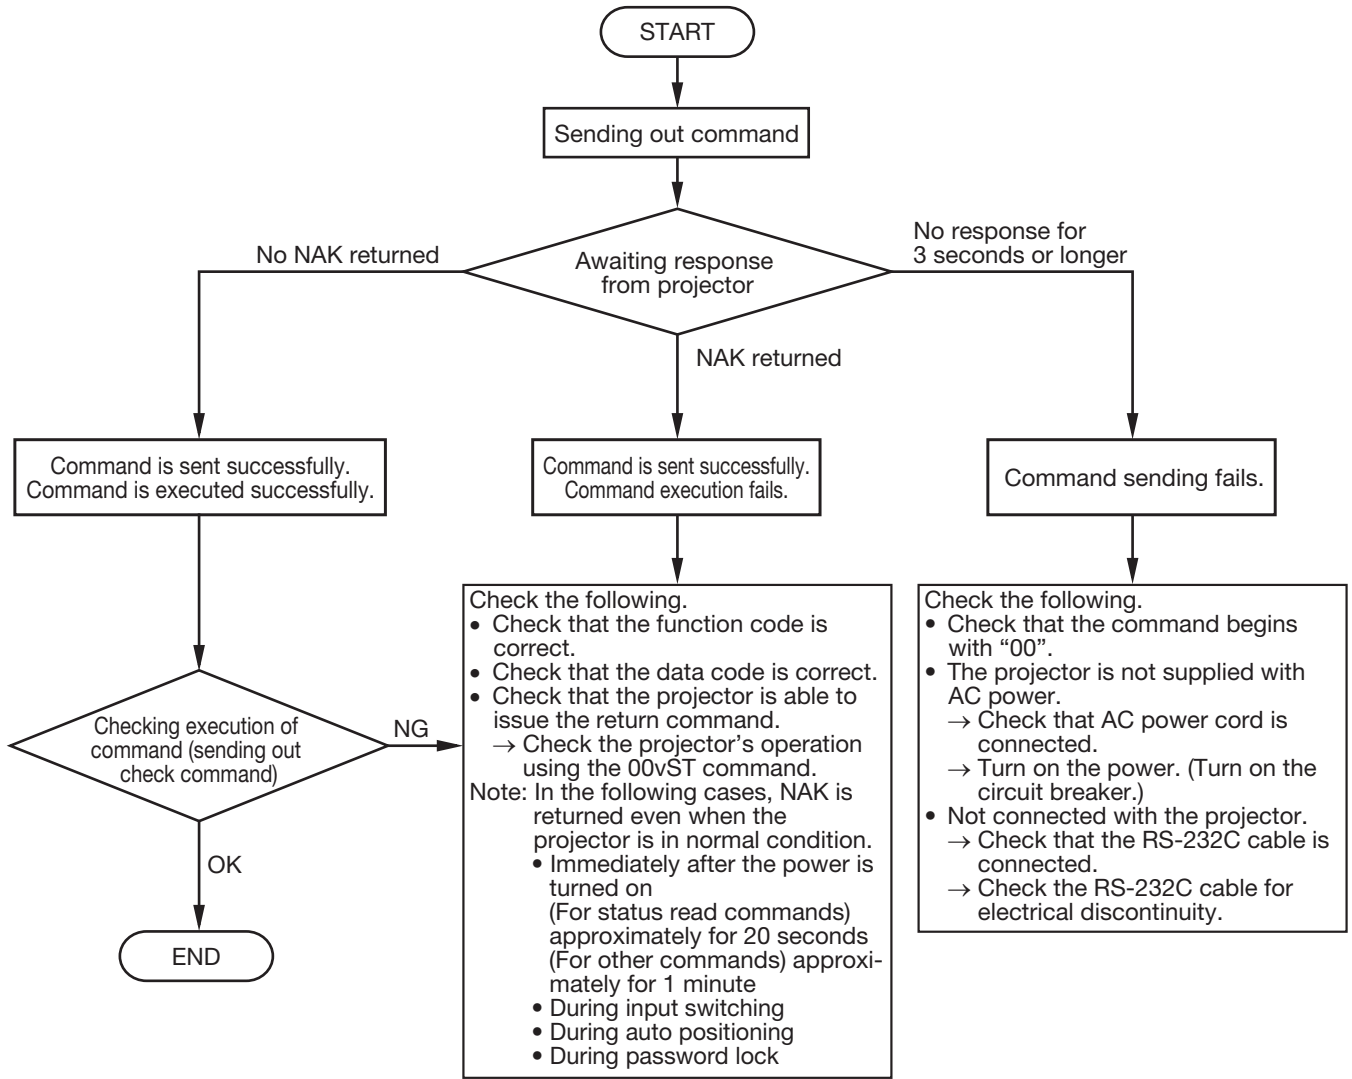 START
Sending out command
Awaiting response
from projector
No NAK returned
No response for
3 seconds or longer
NAK returned
Command is sent successfully.
Command is executed successfully.
Command is sent successfully.
Command execution fails.
Command sending fails.
Checking execution of
command (sending out
check command)
NG
OK
END
Check the following.
• Check that the function code is
correct.
• Check that the data code is correct.
• Check that the projector is able to
issue the return command.
→ Check the projector's operation
using the 00vST command.
Note: In the following cases, NAK is
returned even when the
projector is in normal condition.
• Immediately after the power is
turned on
(For status read commands)
approximately for 20 seconds
(For other commands) approxi-
mately for 1 minute
• During input switching
• During auto positioning
• During password lock
Check the following.
• Check that the command begins
with “00”.
• The projector is not supplied with
AC power.
→ Check that AC power cord is
connected.
→ Turn on the power. (Turn on the
circuit breaker.)
• Not connected with the projector.
→ Check that the RS-232C cable is
connected.
→ Check the RS-232C cable for
electrical discontinuity.